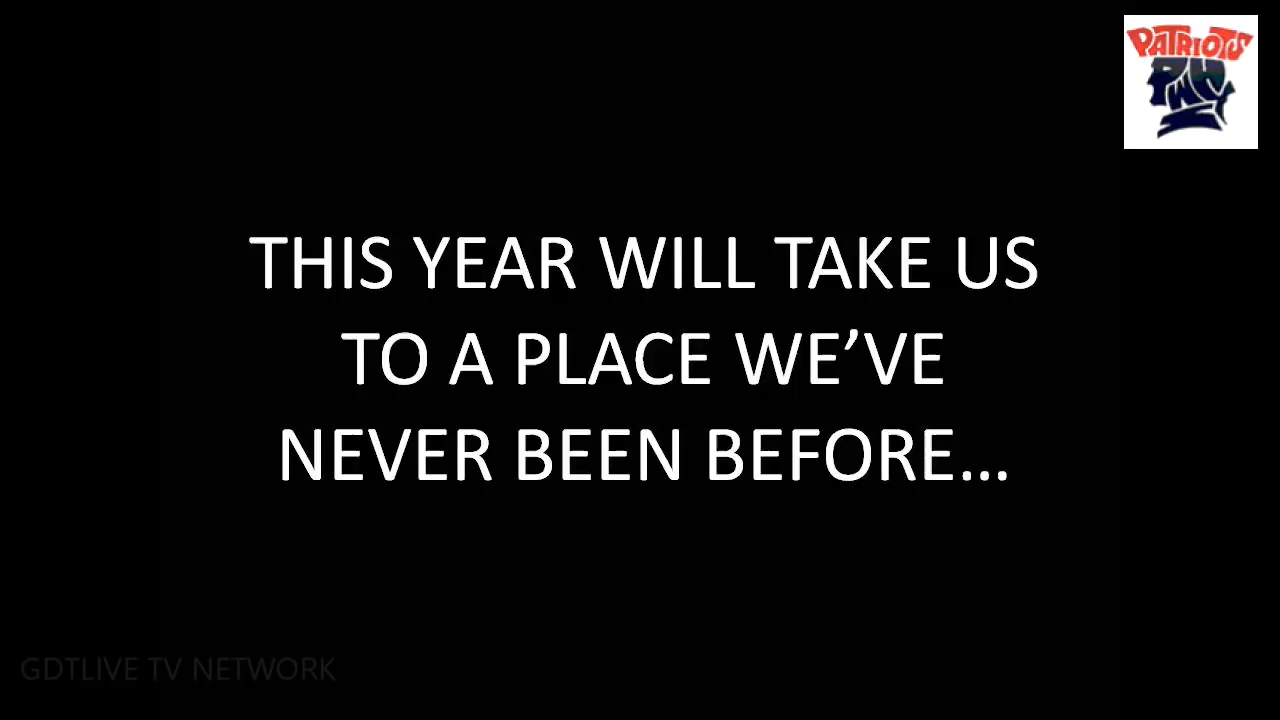 PATRIOTS
THIS YEAR WILL TAKE US
TO A PLACE WE’VE
NEVER BEEN BEFORE…
GDTLIVE TV NETWORK